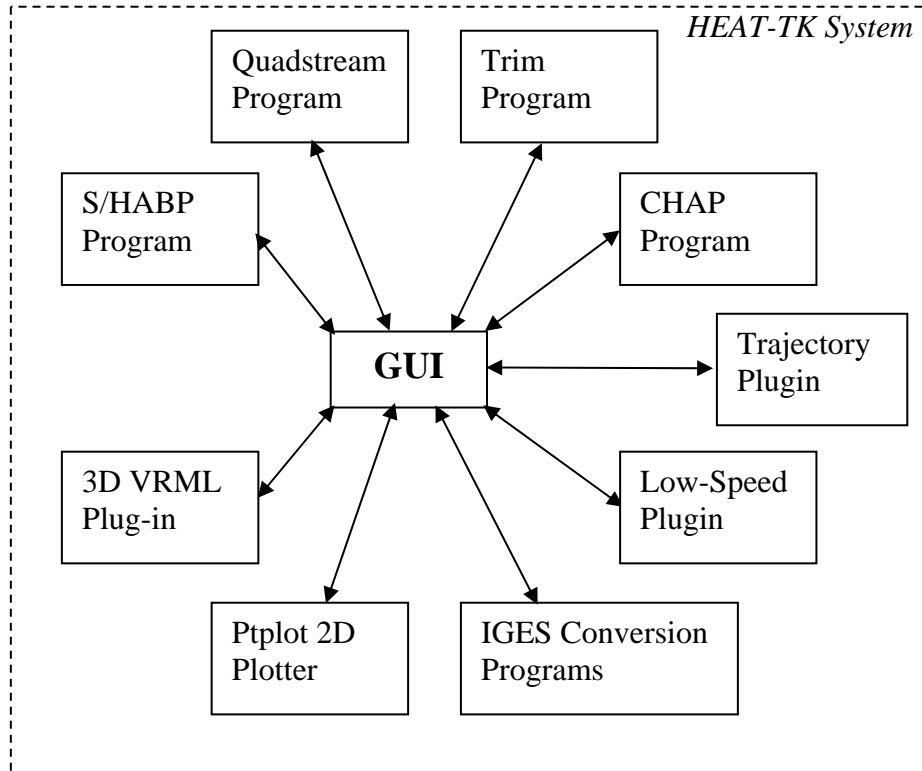 HEAT-TK System
Quadstream
Program
Trim
Program
S/HABP
Program
CHAP
Program
GUI
Trajectory
Plugin
3D VRML
Plug-in
Low-Speed
Plugin
Ptplot 2D
Plotter
IGES Conversion
Programs